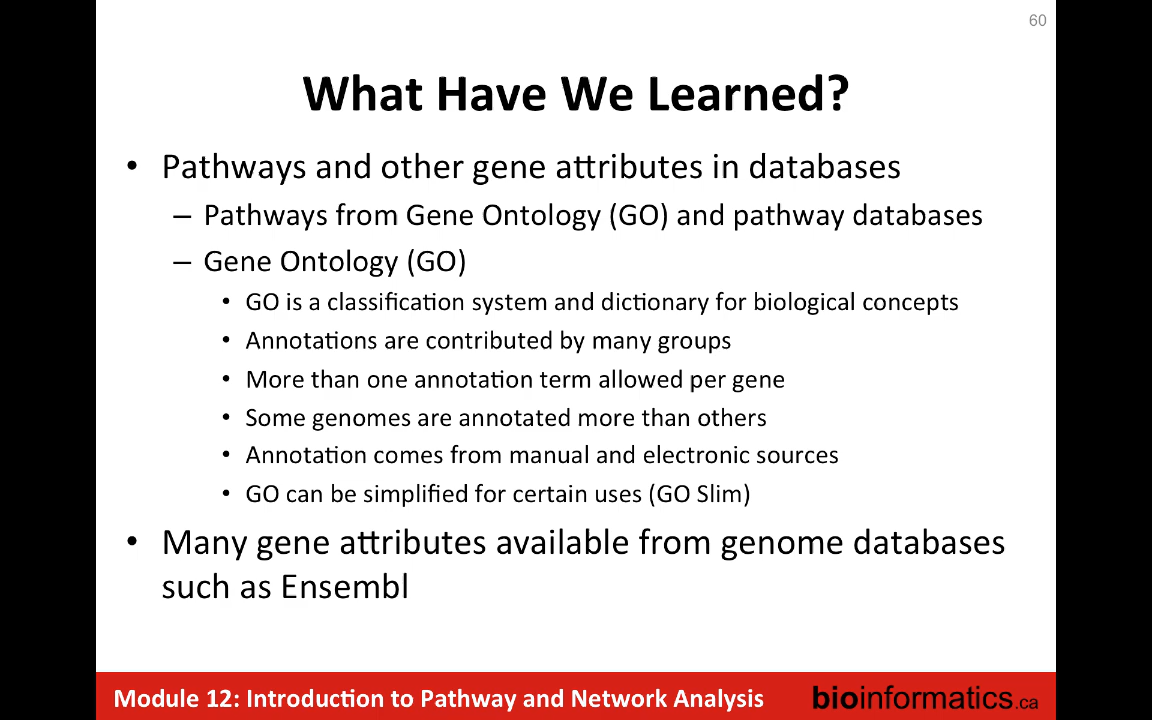 60
What Have We Learned?
• Pathways and other gene attributes in databases
– Pathways from Gene Ontology (GO) and pathway databases
– Gene Ontology (GO)
• GO is a classification system and dictionary for biological concepts
• Annotations are contributed by many groups
• More than one annotation term allowed per gene
• Some genomes are annotated more than others
• Annotation comes from manual and electronic sources
• GO can be simplified for certain uses (GO Slim)
• Many gene attributes available from genome databases
such as Ensembl
Module 12: Introduction to Pathway and Network Analysis
bioinformatics.ca